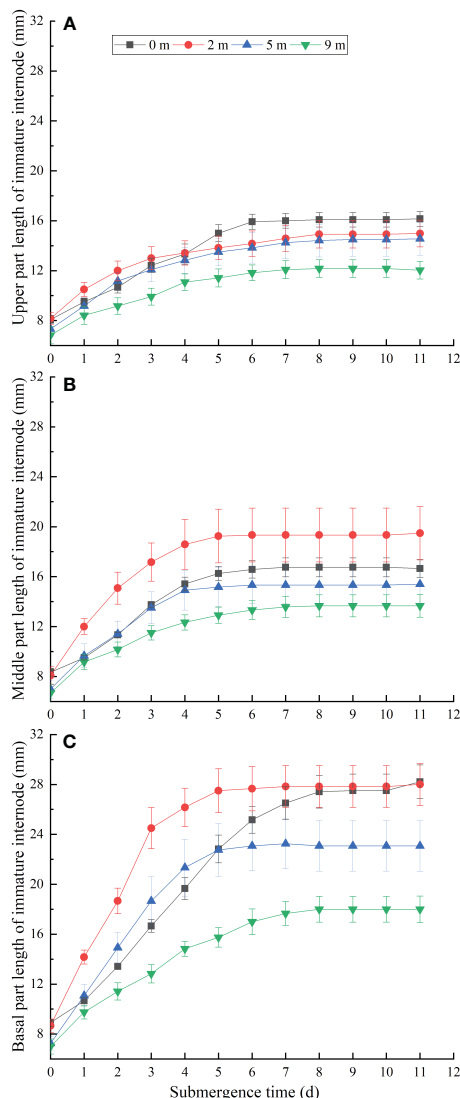 A
0 m 2 m 5 m 9 m
Upper part length of immature internode (mm)
32
28
24
20
16
12
8
0 1 2 3 4 5 6 7 8 9 10 11 12
B
Middle part length of immature internode (mm)
32
28
24
20
16
12
8
0 1 2 3 4 5 6 7 8 9 10 11 12
C
Basal part length of immature internode (mm)
32
28
24
20
16
12
8
0 1 2 3 4 5 6 7 8 9 10 11 12
Submergence time (d)